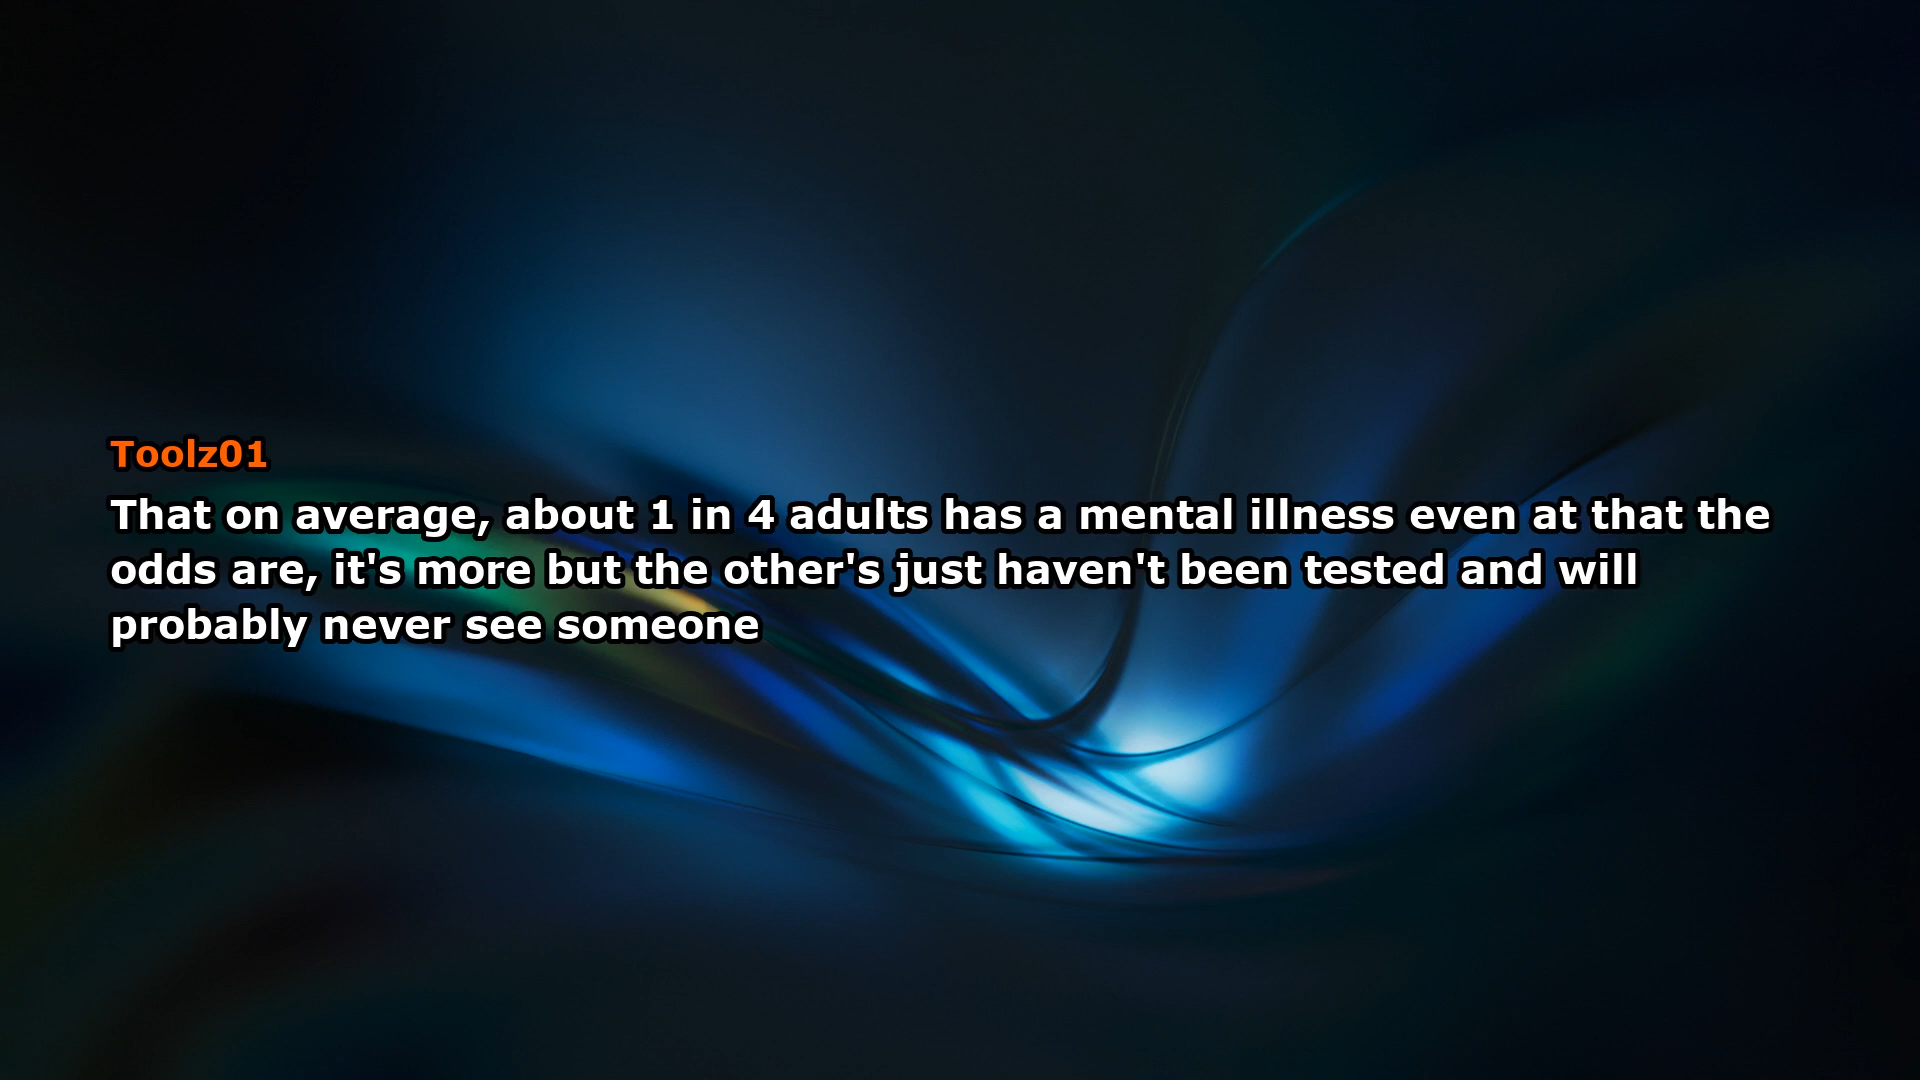 Toolz01
That on average, about 1 in 4 adults has a mental illness even at that the
odds are, it's more but the other's just haven't been tested and will
probably never see someone